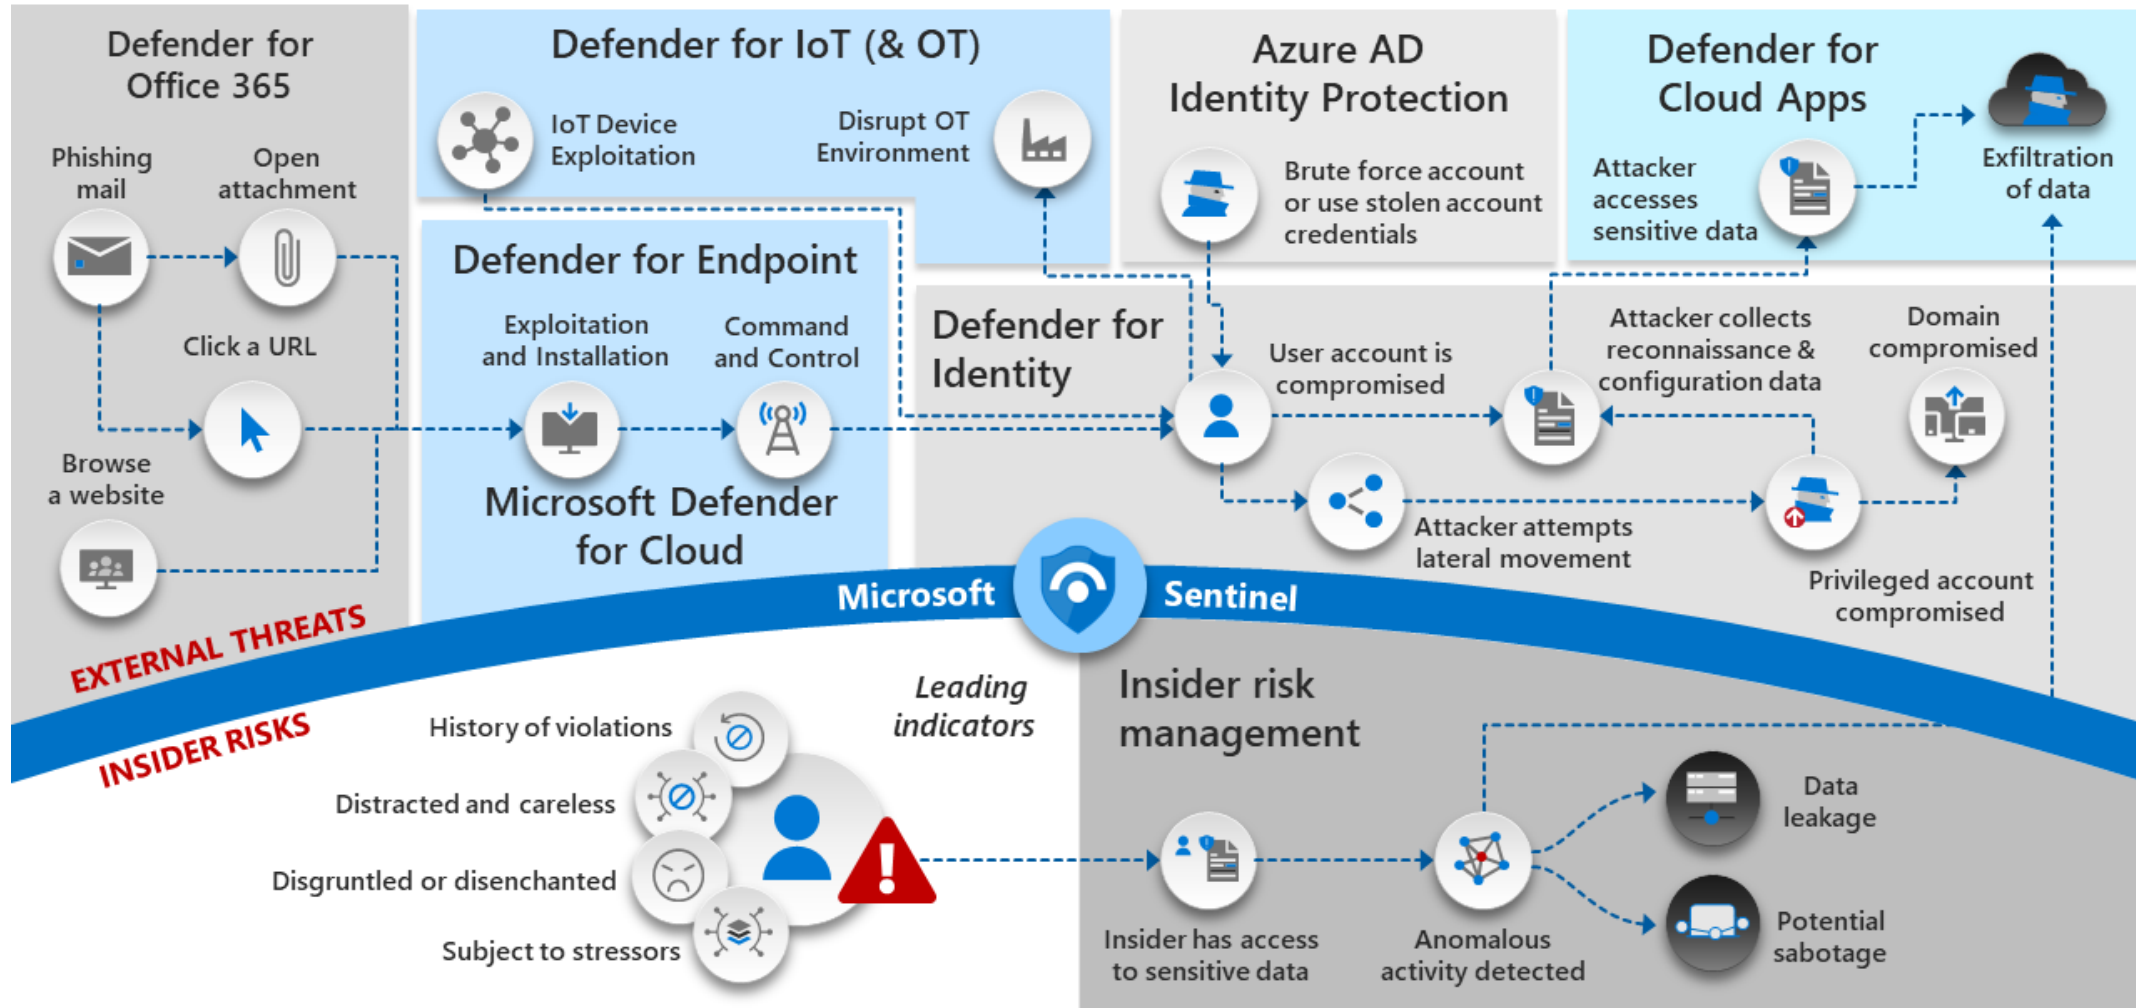 Defender for
Office 365
Phishing
mail
Open
attachment
Click a URL
Browse
a website
Defender for IoT (& OT)
IoT Device
Exploitation
Disrupt OT
Environment
Defender for Endpoint
Exploitation
and Installation
Command
and Control
Microsoft Defender
for Cloud
Azure AD
Identity Protection
Brute force account
or use stolen account
credentials
Defender for
Cloud Apps
Attacker
accesses
sensitive data
Exfiltration
of data
Defender for
Identity
User account is
compromised
Attacker collects
reconnaissance &
configuration data
Domain
compromised
Attacker attempts
lateral movement
Privileged account
compromised
Microsoft Sentinel
EXTERNAL THREATS
INSIDER RISKS
Leading
indicators
History of violations
Distracted and careless
Disgruntled or disenchanted
Subject to stressors
Insider risk
management
Insider has access
to sensitive data
Anomalous
activity detected
Data
leakage
Potential
sabotage